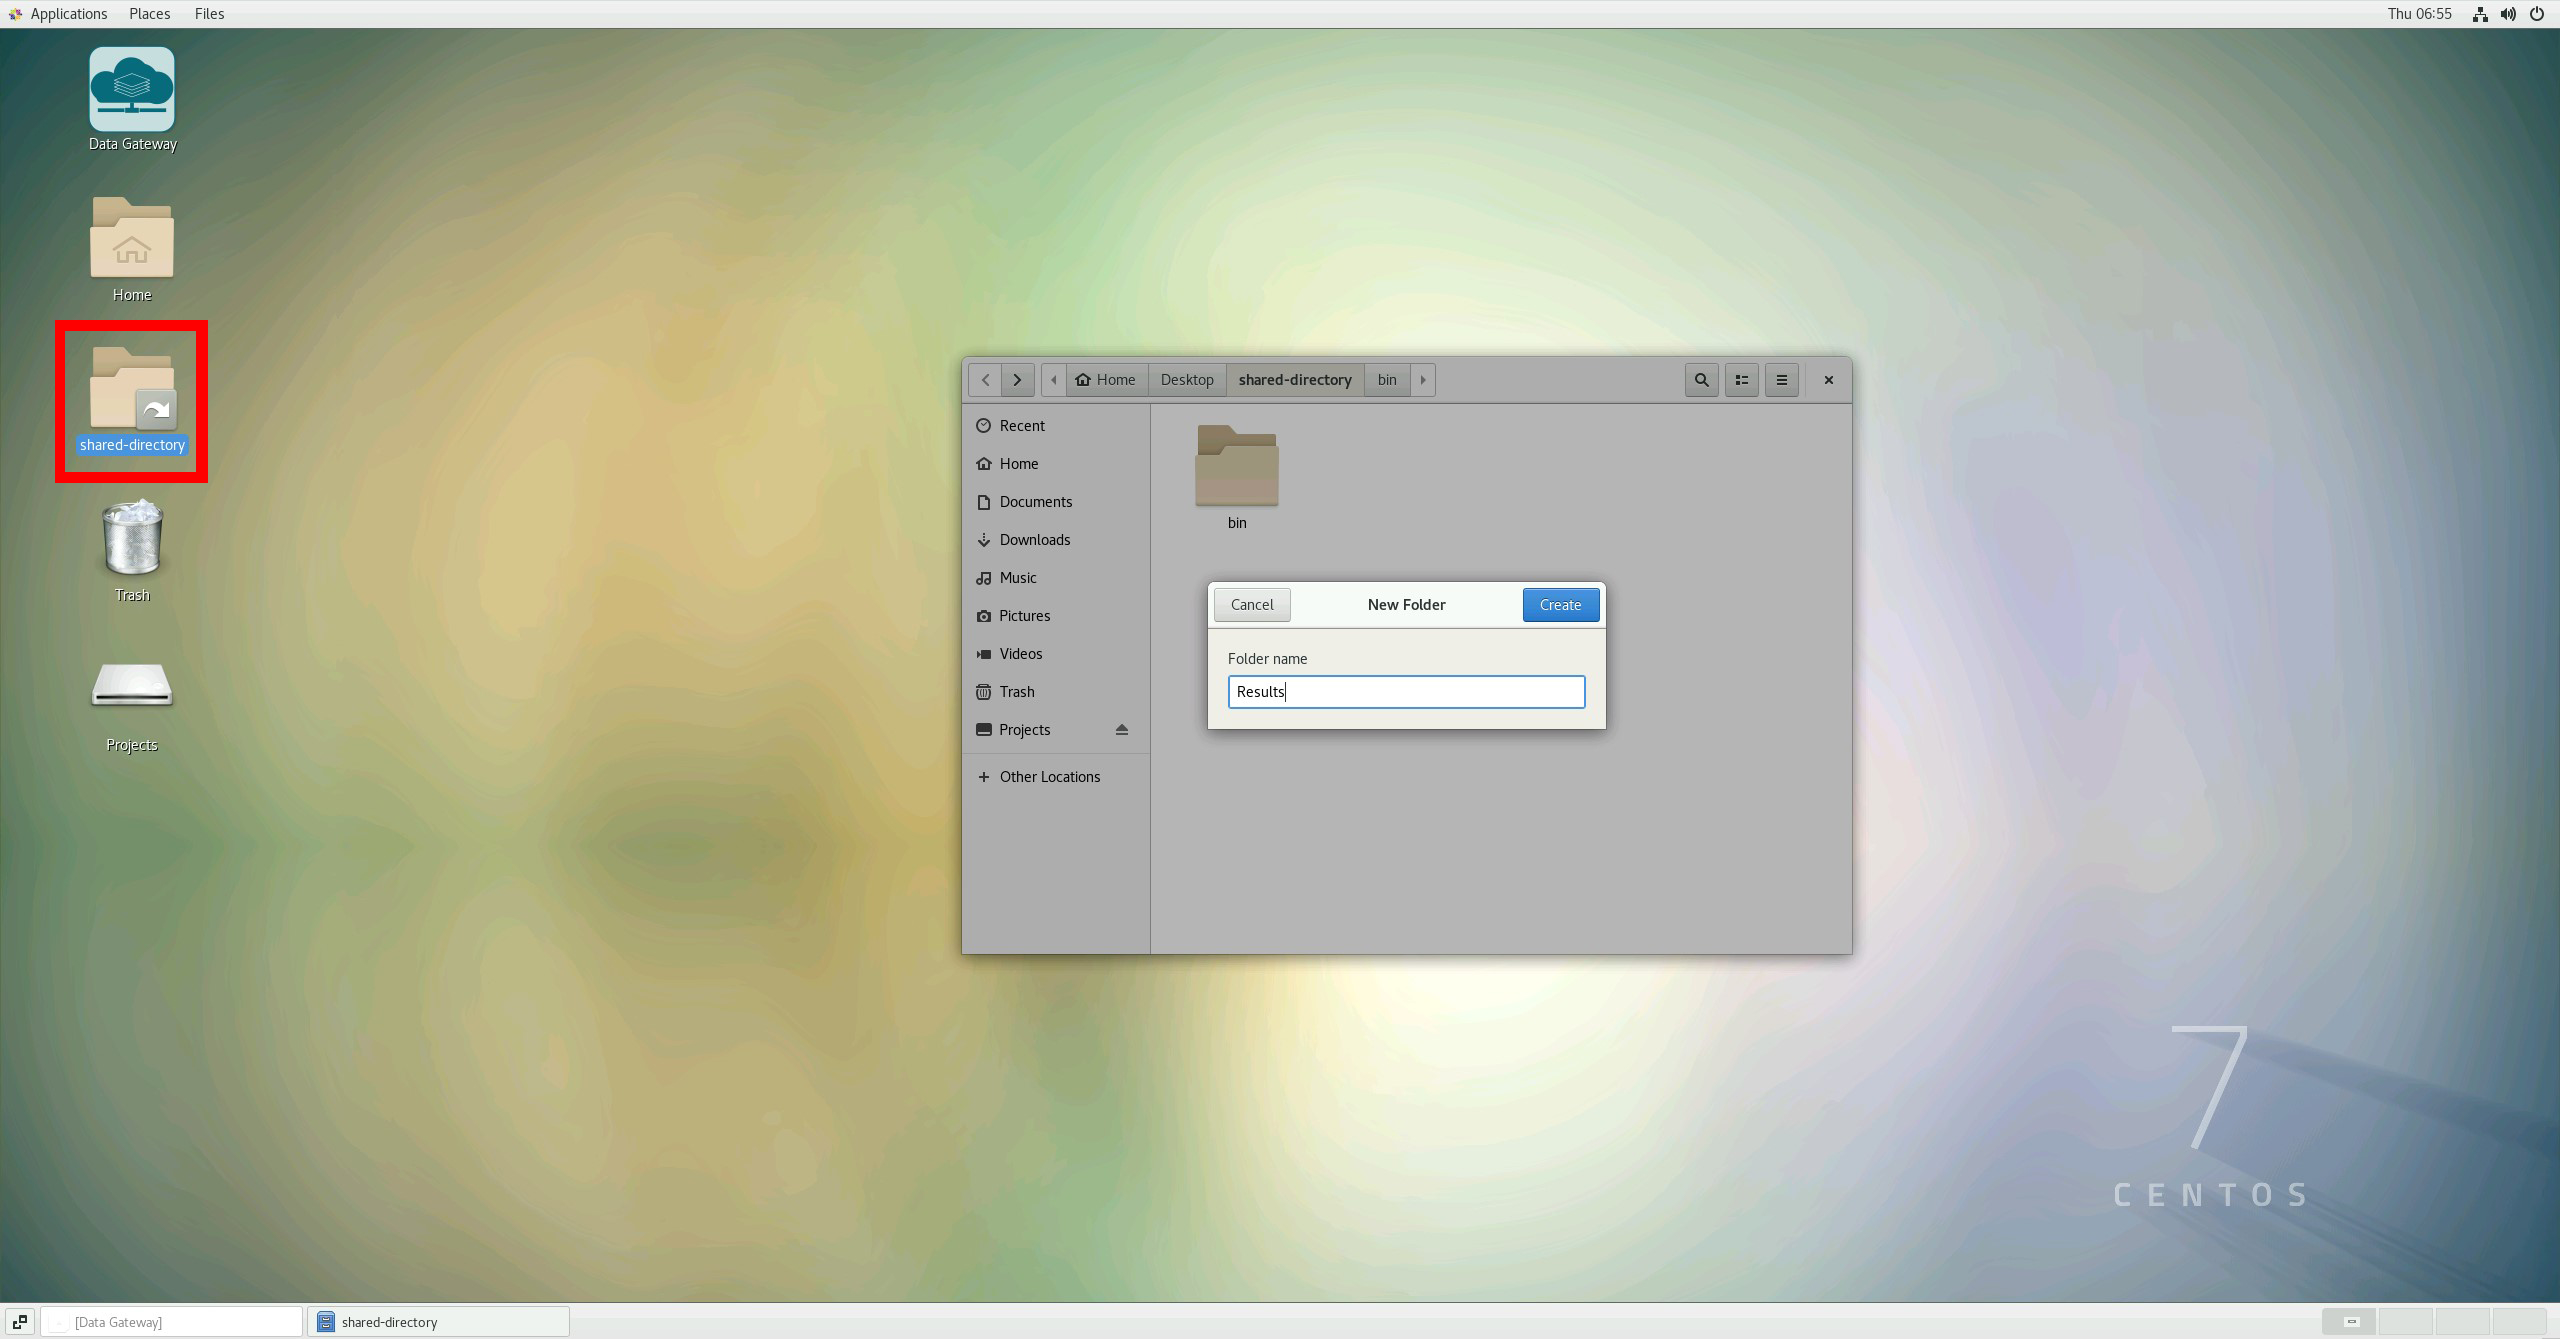 Applications Places Files Thu 06:55
Data Gateway
Home
shared-directory
Trash
Projects
Home Desktop shared-directory bin
Recent
Home
Documents
Downloads
Music
Pictures
Videos
Trash
Projects
Other Locations
bin
Cancel New Folder Create
Folder name
Results
7
CENTOS
[Data Gateway] shared-directory